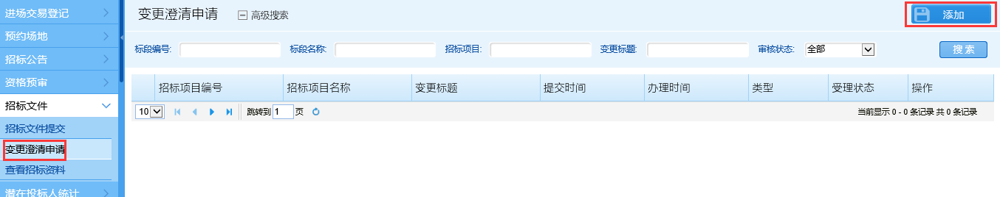 进场交易登记
预约场地
招标公告
资格预审
招标文件
招标文件提交
变更澄清申请
查看招标资料
潜在投标人统计
变更澄清申请 高级搜索 添加
标段编号: 标段名称: 招标项目: 变更标题: 审核状态: 全部 搜索
招标项目编号 招标项目名称 变更标题 提交时间 办理时间 类型 受理状态 操作
10 跳转到 1 页 当前显示 0 - 0 条记录 共 0 条记录